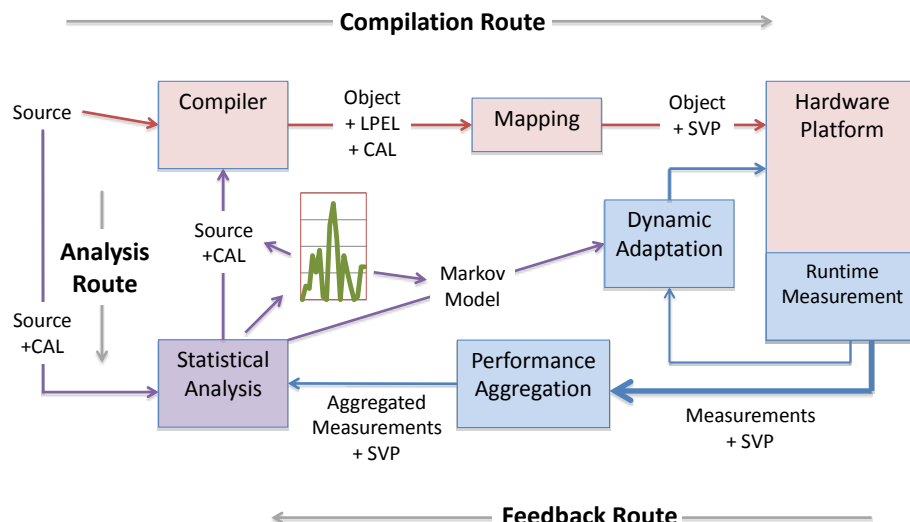 Compilation Route
Source
Compiler
Object
+ LPEL
+ CAL
Mapping
Object
+ SVP
Hardware
Platform
Analysis
Route
Source
+CAL
Markov
Model
Dynamic
Adaptation
Runtime
Measurement
Source
+CAL
Statistical
Analysis
Aggregated
Measurements
+ SVP
Performance
Aggregation
Measurements
+ SVP
Feedback Route